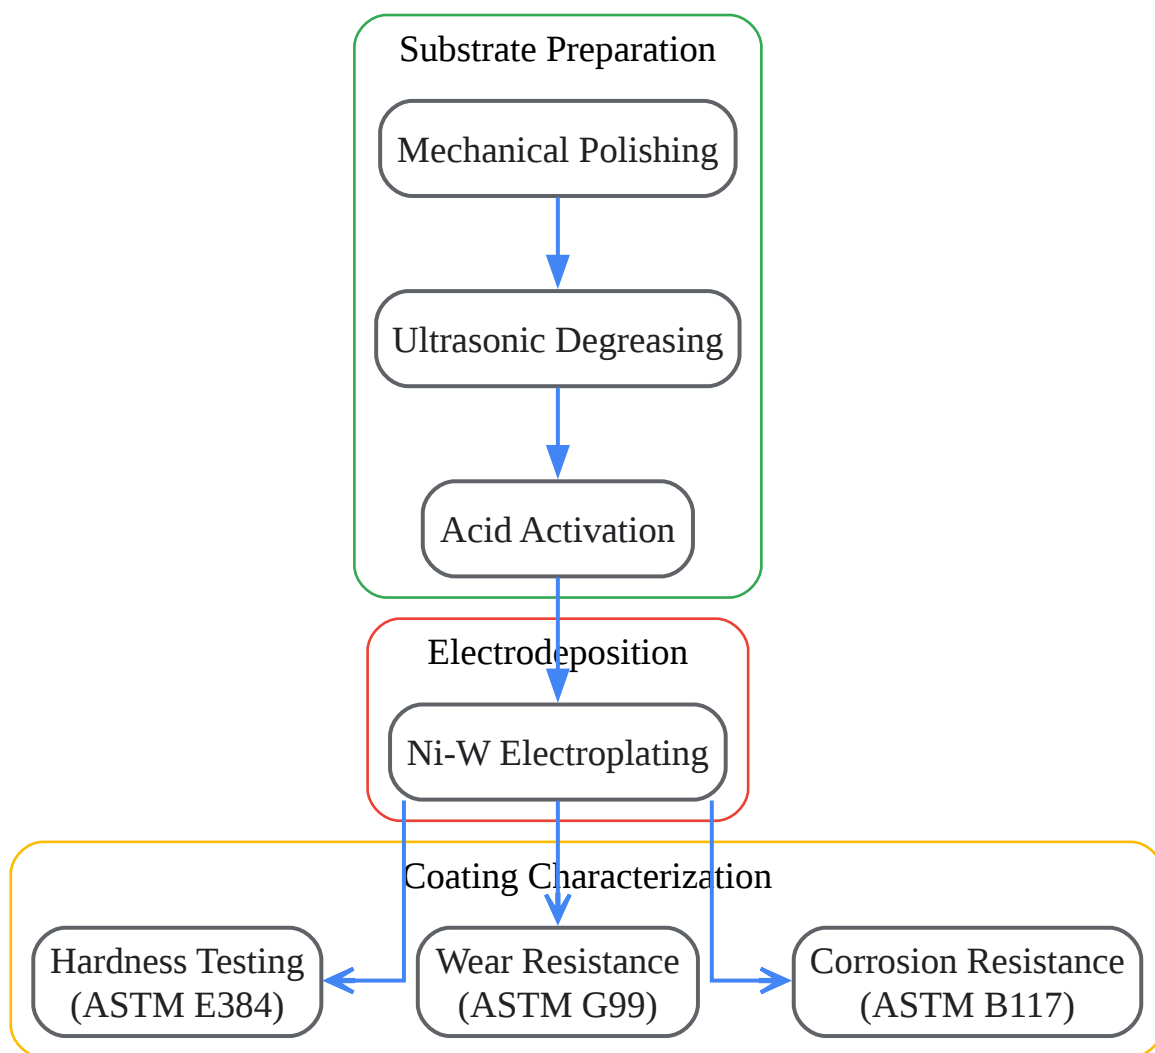 Substrate Preparation
Mechanical Polishing
Ultrasonic Degreasing
Acid Activation
Electrodeposition
Ni-W Electroplating
Coating Characterization
Hardness Testing
(ASTM E384)
Wear Resistance
(ASTM G99)
Corrosion Resistance
(ASTM B117)